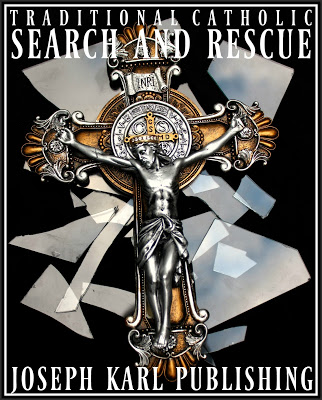 TRADITIONAL CATHOLIC
SEARCH AND RESCUE
INRI
JOSEPH KARL PUBLISHING